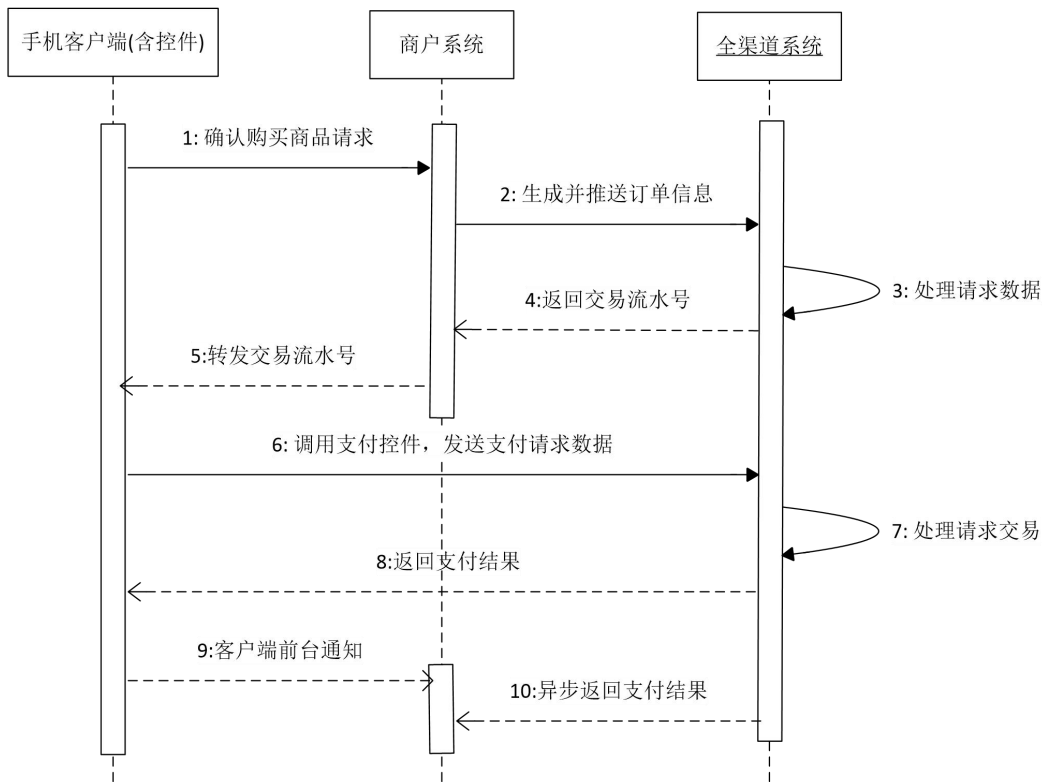 手机客户端(含控件)
商户系统
全渠道系统
1: 确认购买商品请求
2: 生成并推送订单信息
3: 处理请求数据
4:返回交易流水号
5:转发交易流水号
6: 调用支付控件，发送支付请求数据
7: 处理请求交易
8:返回支付结果
9:客户端前台通知
10:异步返回支付结果